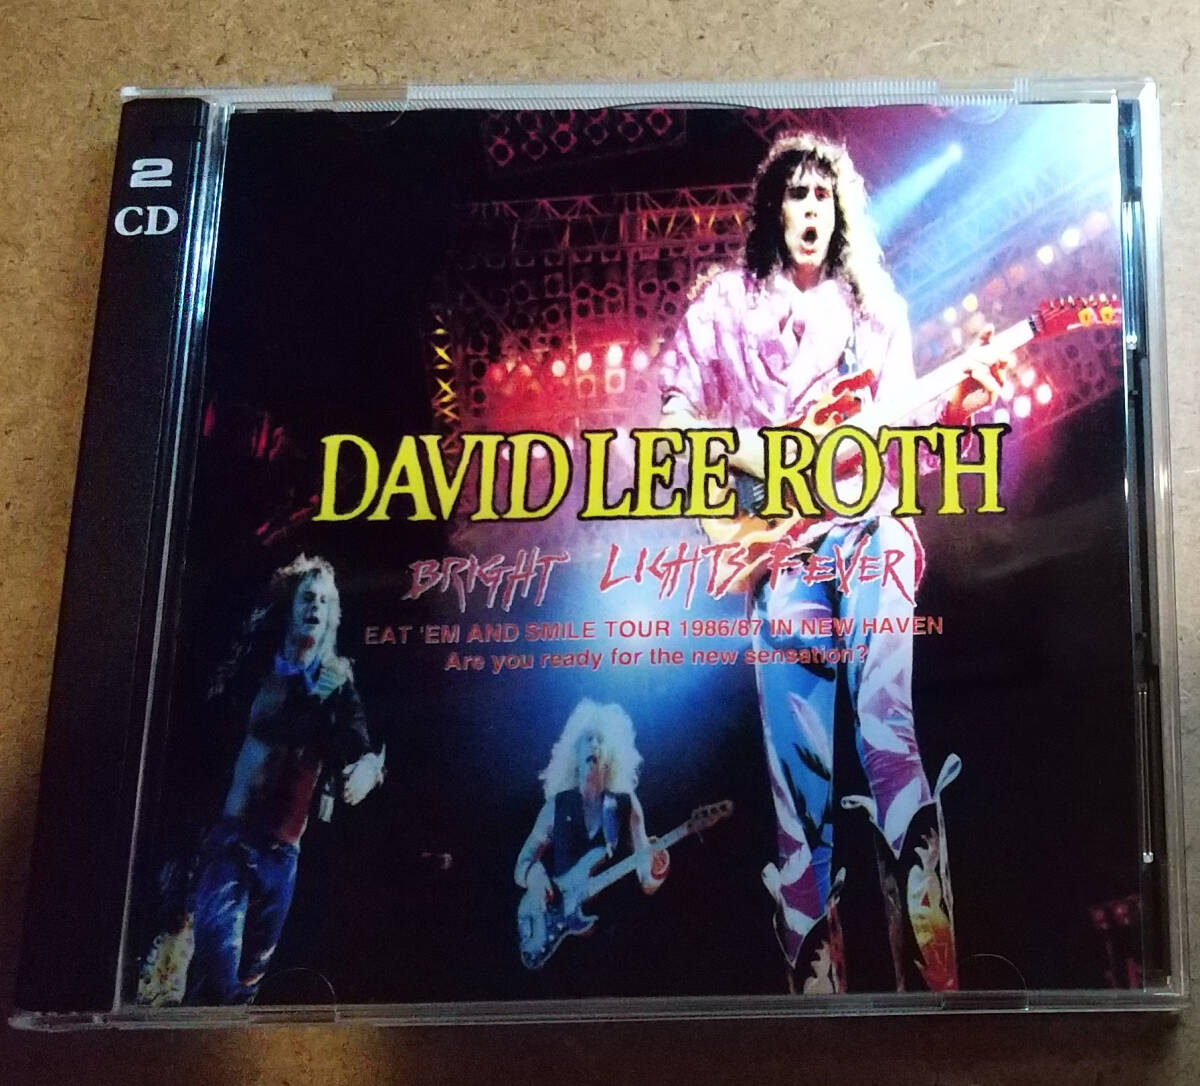 2
CD
DAVID LEE ROTH
BRIGHT LIGHTS FEVER
EAT 'EM AND SMILE TOUR 1986/87 IN NEW HAVEN
Are you ready for the new sensation?